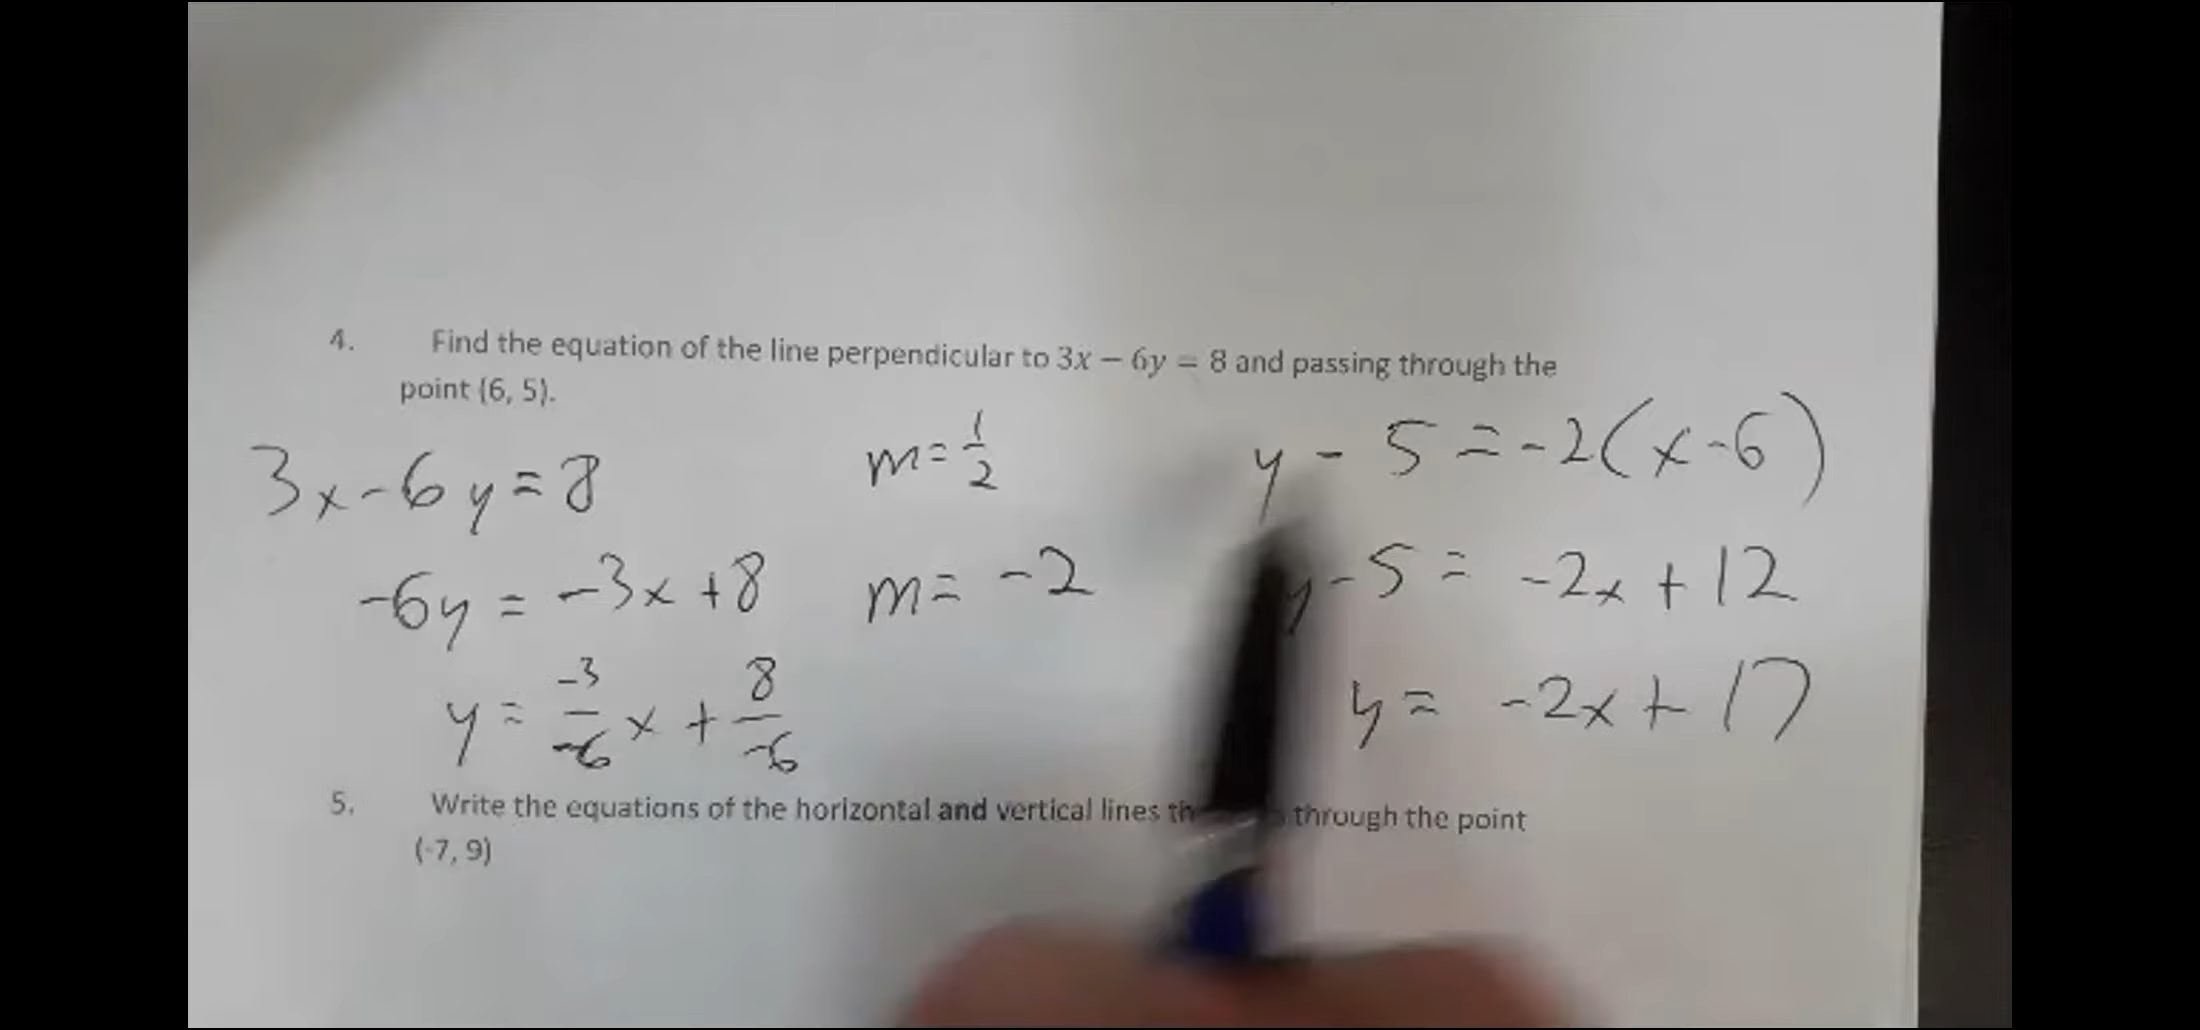 4. Find the equation of the line perpendicular to 3x − 6y = 8 and passing through the
point (6, 5).
3x-6y=8
-6y = -3x+8
y = -3/-6 x + 8/-6
m=1/2
m= -2
y - 5 = -2(x-6)
y-5 = -2x + 12
y = -2x + 17
5. Write the equations of the horizontal and vertical lines through the point
(-7, 9)